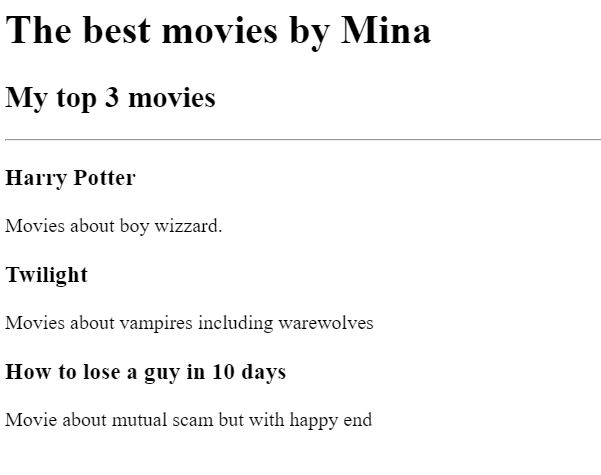 The best movies by Mina
My top 3 movies
Harry Potter
Movies about boy wizzard.
Twilight
Movies about vampires including warewolves
How to lose a guy in 10 days
Movie about mutual scam but with happy end